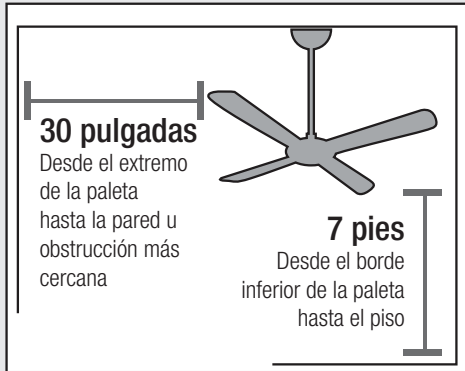 30 pulgadas
Desde el extremo
de la paleta
hasta la pared u
obstrucción más
cercana
7 pies
Desde el borde
inferior de la paleta
hasta el piso